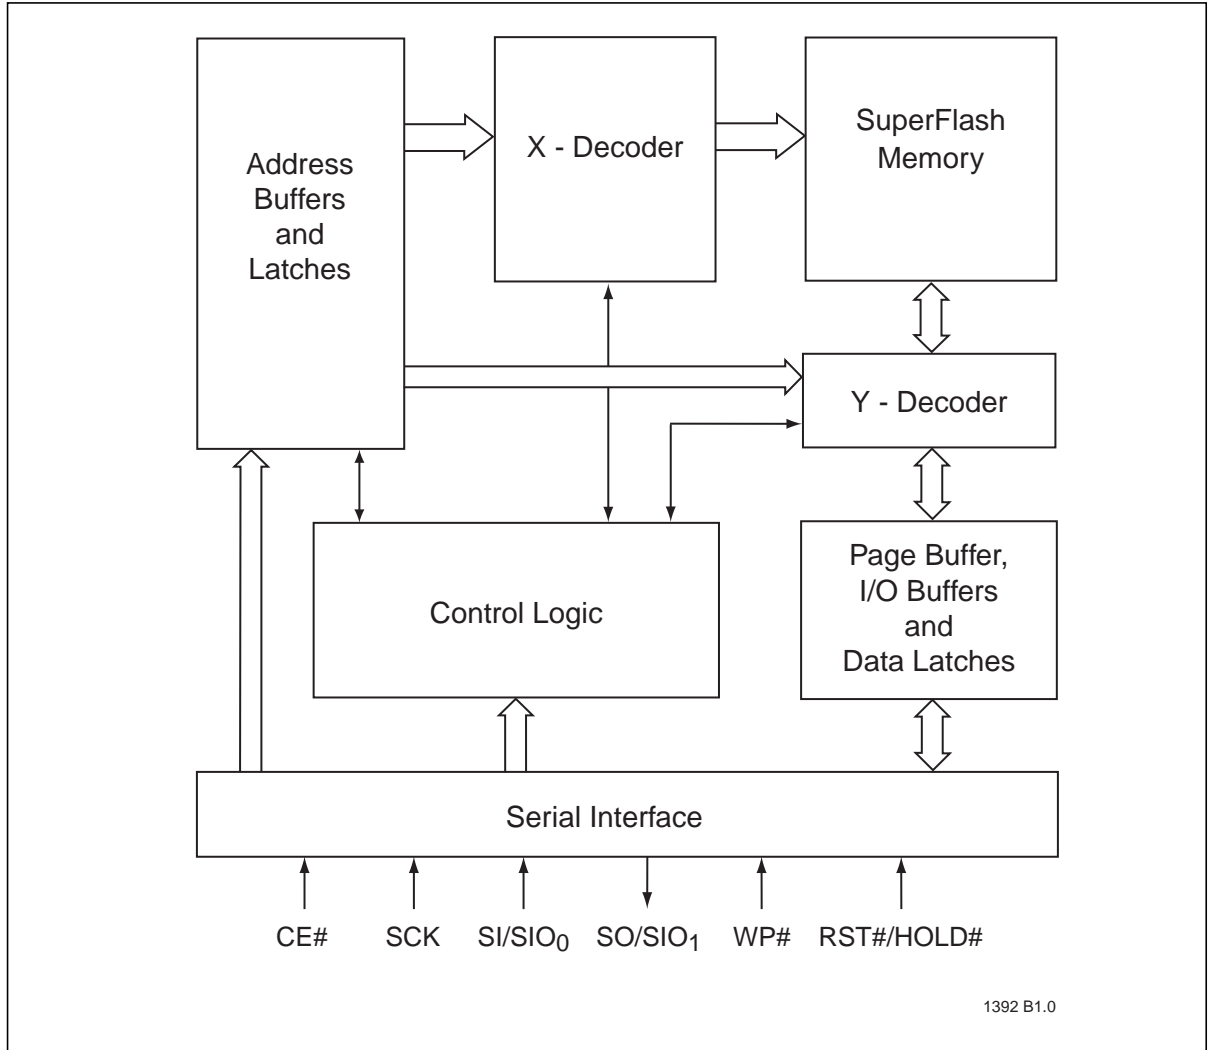 Address
Buffers
and
Latches
X - Decoder
SuperFlash
Memory
Y - Decoder
Control Logic
Page Buffer,
I/O Buffers
and
Data Latches
Serial Interface
CE# SCK SI/SIO0 SO/SIO1 WP# RST#/HOLD#
1392 B1.0